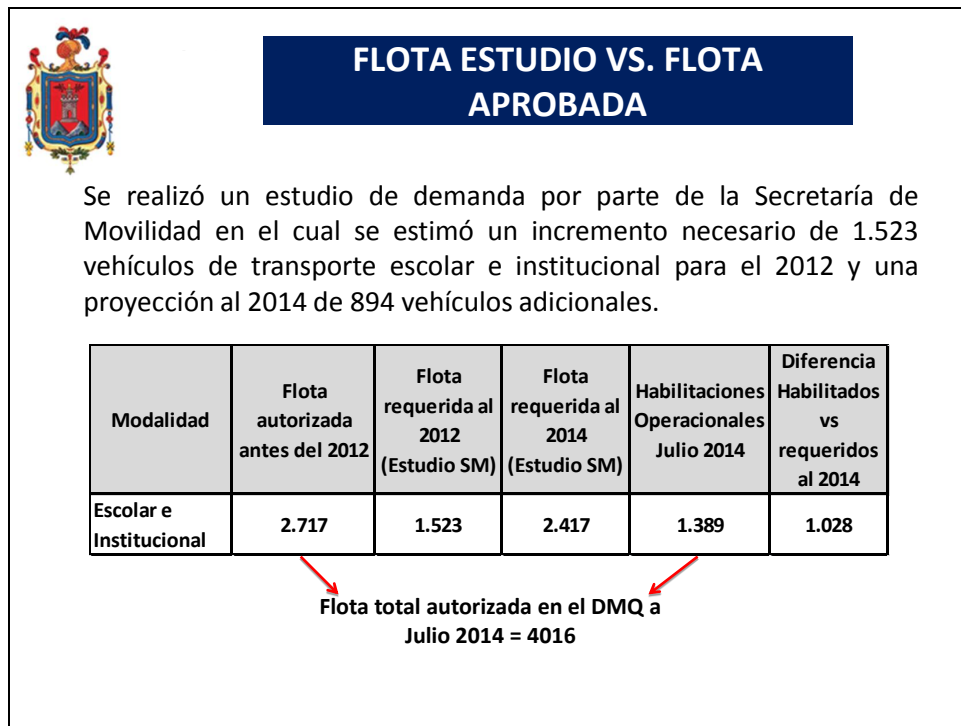 FLOTA ESTUDIO VS. FLOTA
APROBADA
Se realizó un estudio de demanda por parte de la Secretaría de
Movilidad en el cual se estimó un incremento necesario de 1.523
vehículos de transporte escolar e institucional para el 2012 y una
proyección al 2014 de 894 vehículos adicionales.
Modalidad
Flota
autorizada
antes del 2012
Flota
requerida al
2012
(Estudio SM)
Flota
requerida al
2014
(Estudio SM)
Habilitaciones
Operacionales
Julio 2014
Diferencia
Habilitados
vs
requeridos
al 2014
Escolar e
Institucional
2.717
1.523
2.417
1.389
1.028
Flota total autorizada en el DMQ a
Julio 2014 = 4016